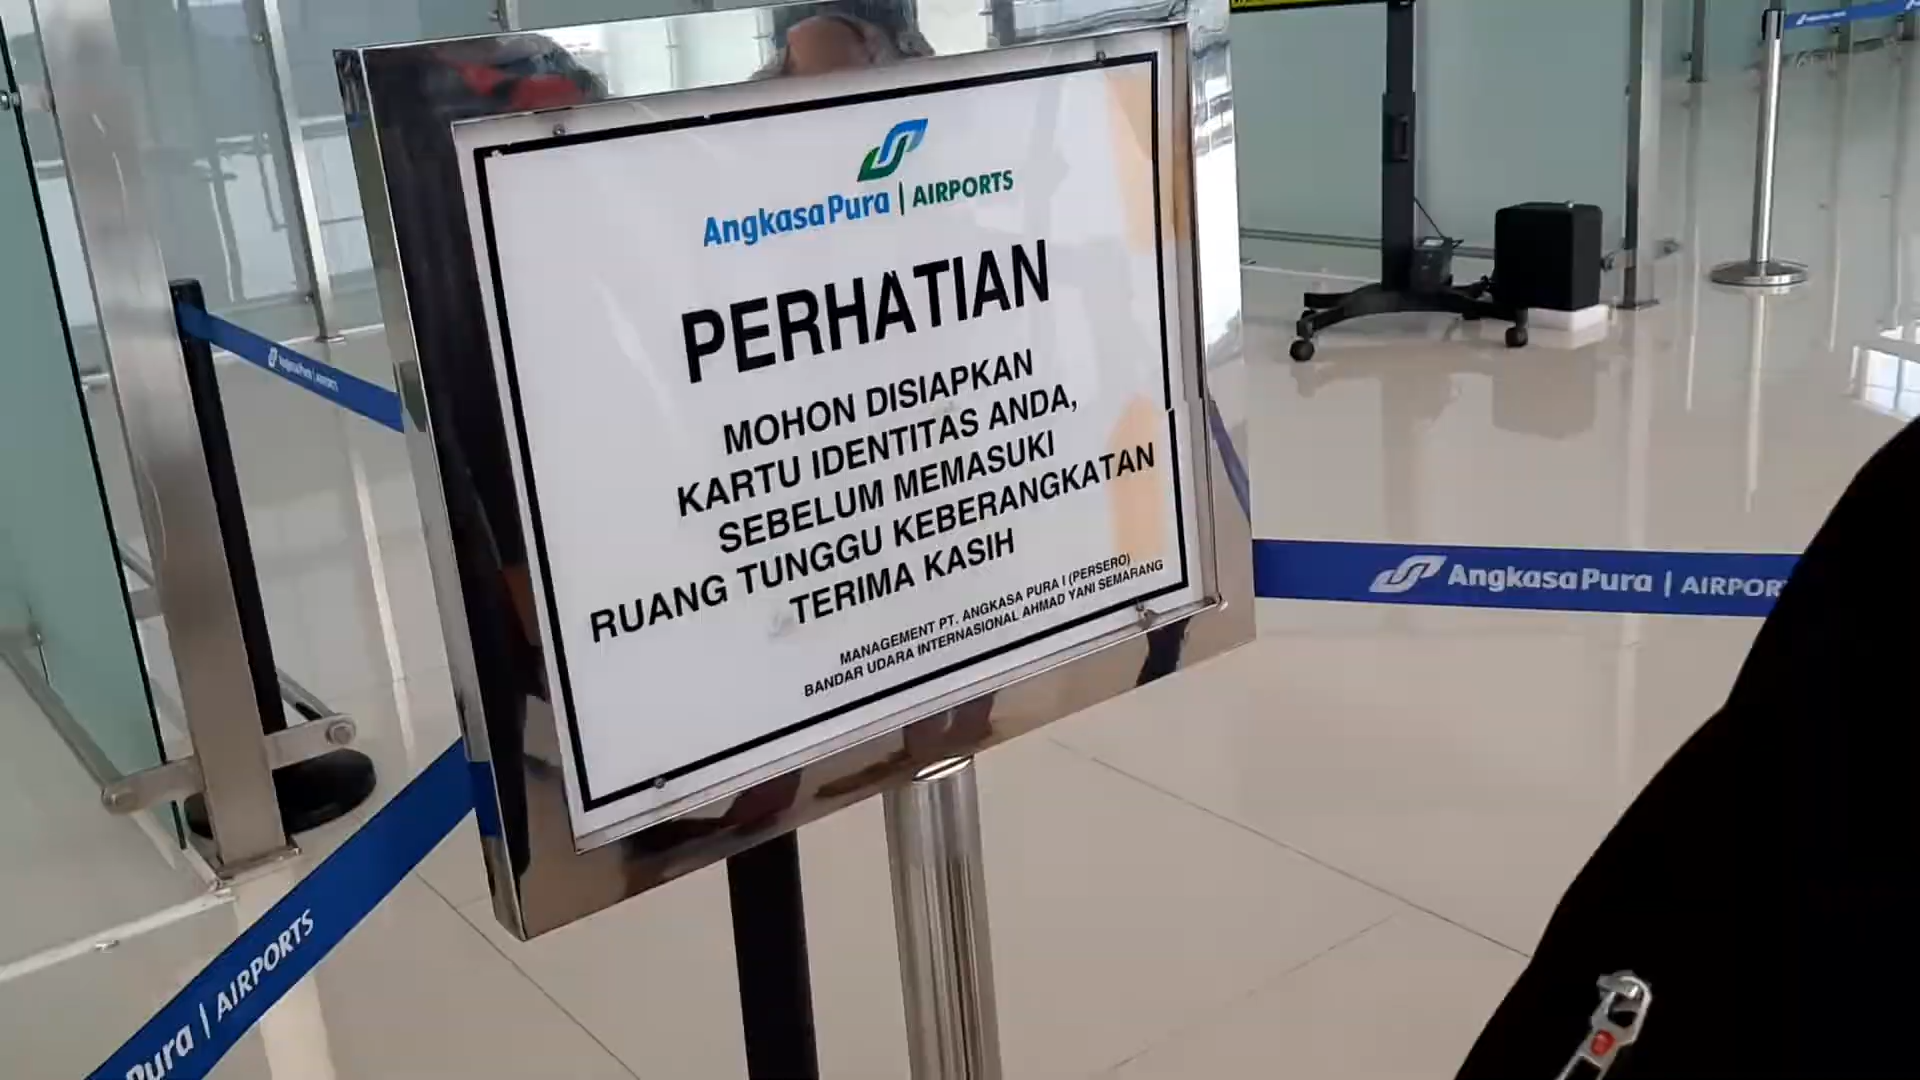 AngkasaPura | AIRPORTS
PERHATIAN
MOHON DISIAPKAN
KARTU IDENTITAS ANDA,
SEBELUM MEMASUKI
RUANG TUNGGU KEBERANGKATAN
TERIMA KASIH
MANAGEMENT PT. ANGKASA PURA I (PERSERO)
BANDAR UDARA INTERNASIONAL AHMAD YANI SEMARANG
AngkasaPura | AIRPORTS
AngkasaPura | AIRPOR
Pura | AIRPORTS